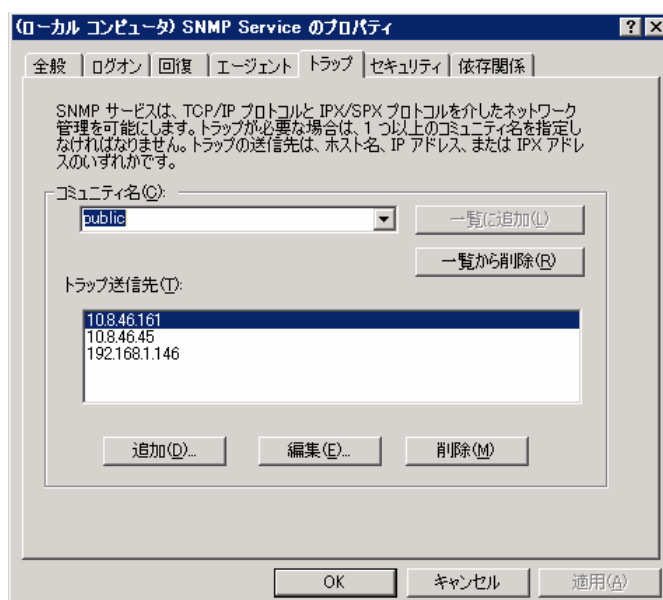 (ローカル コンピュータ) SNMP Service のプロパティ
全般 ログオン 回復 エージェント トラップ セキュリティ 依存関係
SNMP サービスは、TCP/IP プロトコルと IPX/SPX プロトコルを介したネットワーク
管理を可能にします。トラップが必要な場合は、1 つ以上のコミュニティ名を指定し
なければなりません。トラップの送信先は、ホスト名、IP アドレス、または IPX アドレ
スのいずれかです。
コミュニティ名(C):
public
一覧に追加(L)
一覧から削除(R)
トラップ送信先(T):
10.8.46.161
10.8.46.45
192.168.1.146
追加(D)... 編集(E)... 削除(M)
OK キャンセル 適用(A)